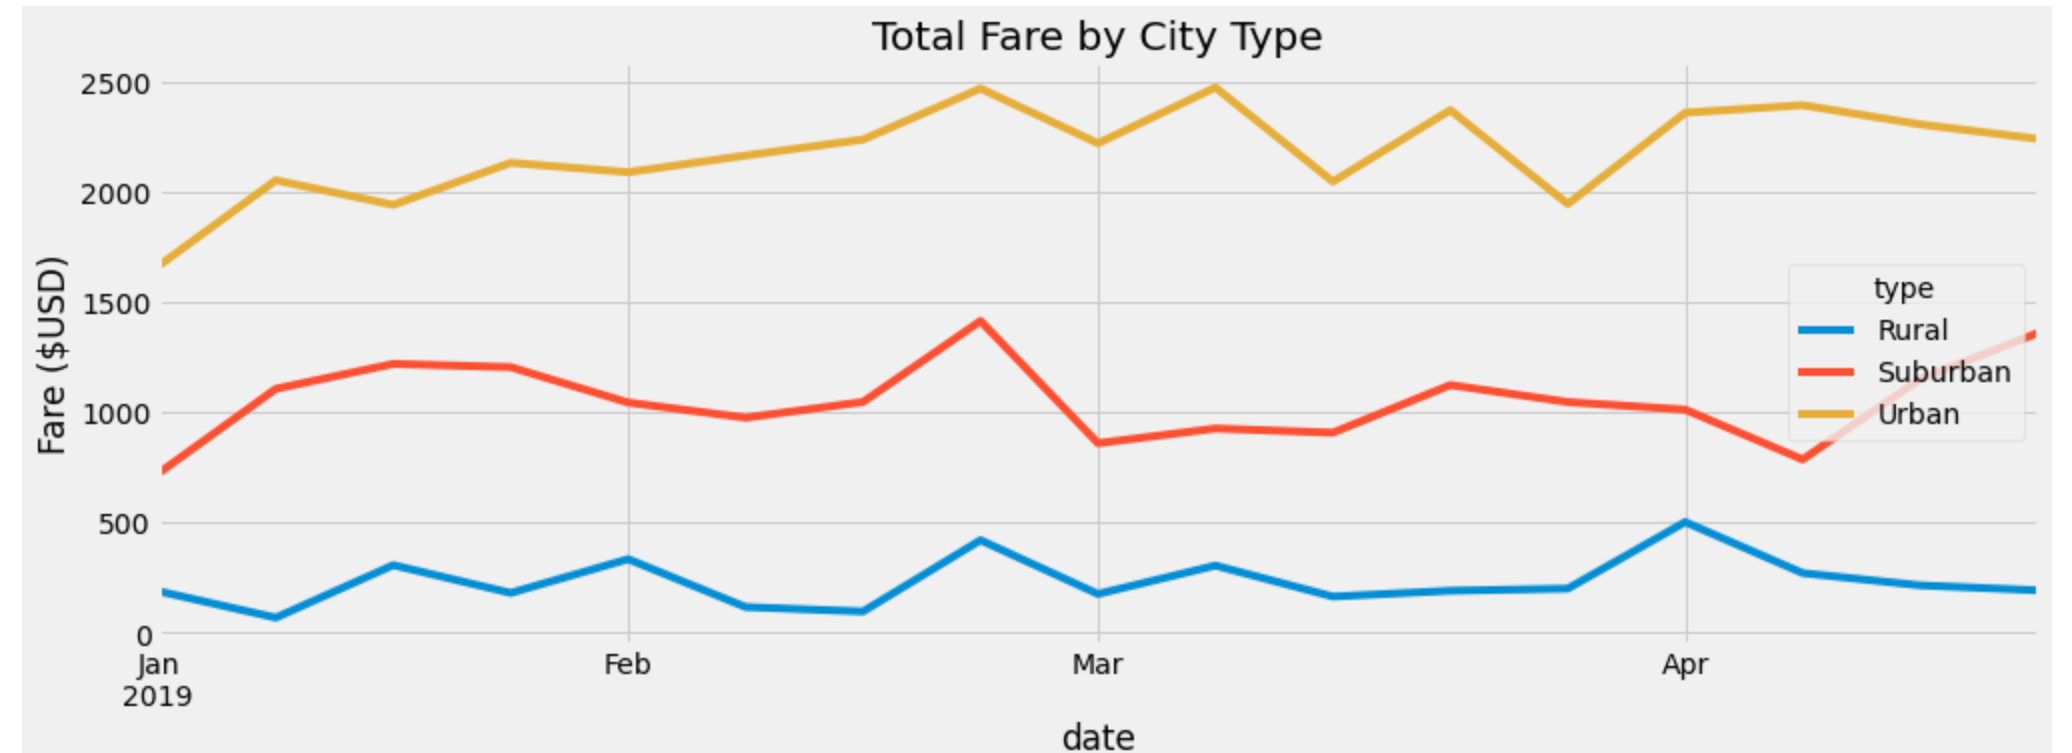 Total Fare by City Type
Fare ($USD)
2500
2000
1500
1000
500
0
type
Rural
Suburban
Urban
Jan Feb Mar Apr
2019
date